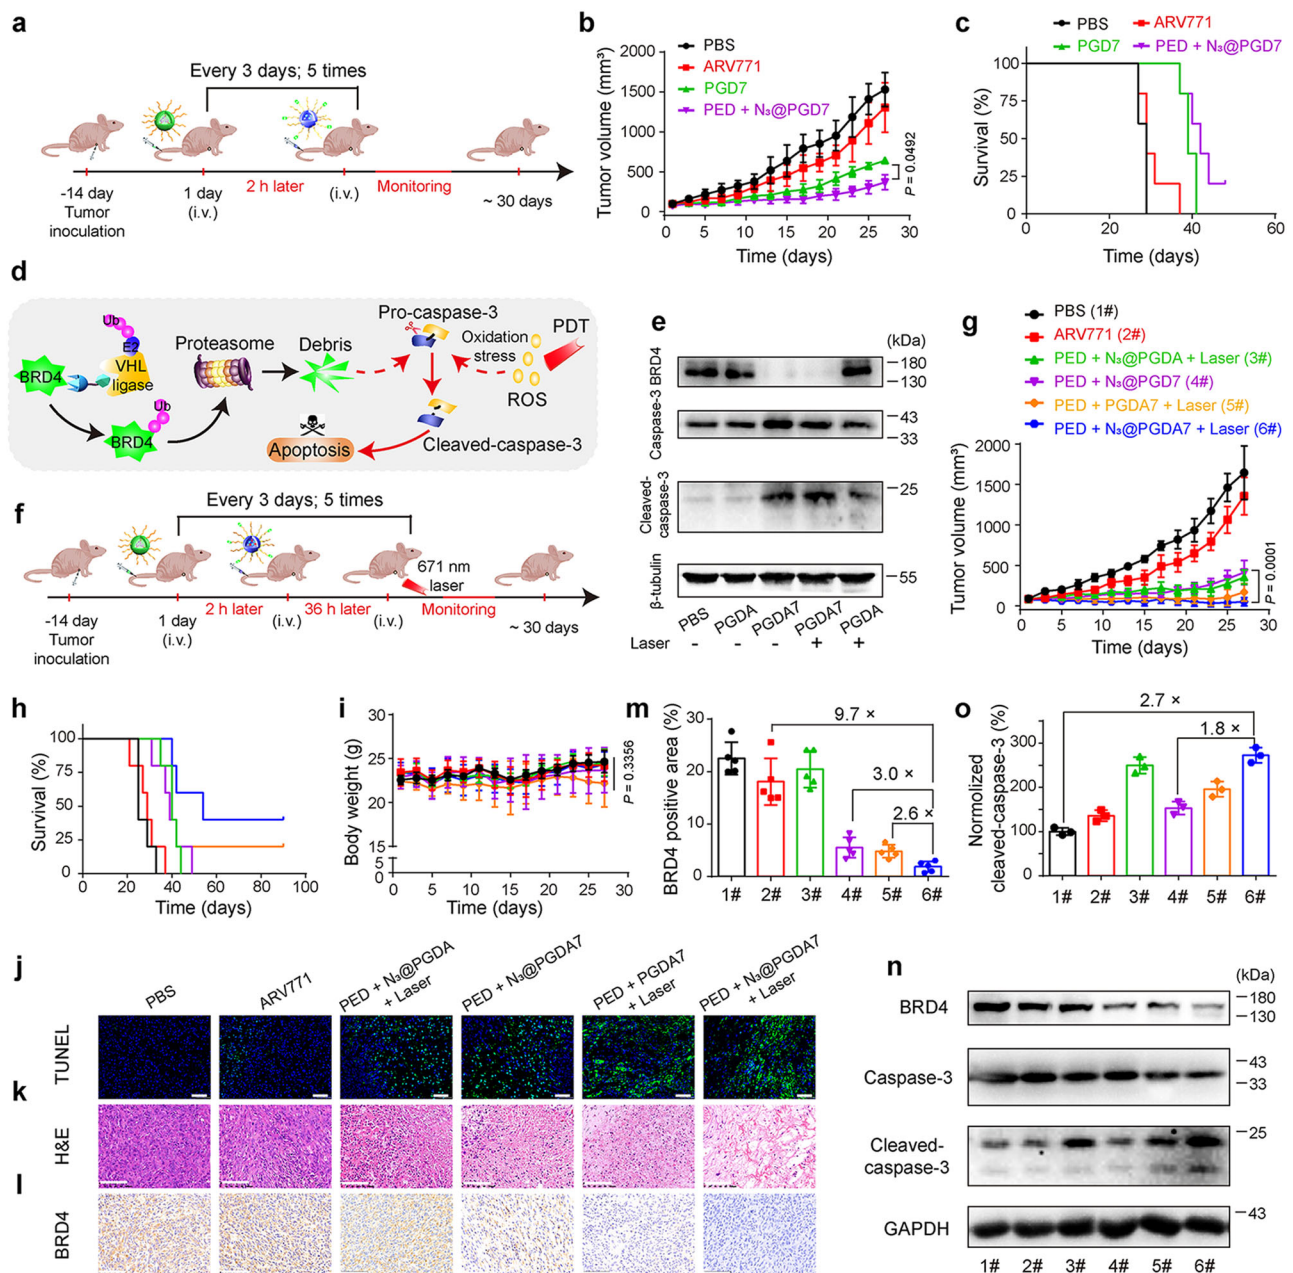 a
Every 3 days; 5 times
-14 day
Tumor
inoculation
1 day
(i.v.)
2 h later
(i.v.)
Monitoring
~ 30 days
b
PBS
ARV771
PGD7
PED + N₃@PGD7
Tumor volume (mm³)
2000
1500
1000
500
0
0 5 10 15 20 25 30
Time (days)
P = 0.0492
c
PBS
ARV771
PGD7
PED + N₃@PGD7
Survival (%)
100
75
50
25
0
0 20 40 60
Time (days)
d
Ub
E2
BRD4
VHL
ligase
Ub
BRD4
Proteasome
Debris
Pro-caspase-3
Oxidation
stress
PDT
ROS
Cleaved-caspase-3
Apoptosis
e
(kDa)
BRD4
180
130
Caspase-3
43
33
Cleaved-
caspase-3
25
β-tubulin
55
PBS PGDA PGDA7 PGDA7 PGDA
Laser - - - + +
f
Every 3 days; 5 times
671 nm
laser
-14 day
Tumor
inoculation
1 day
(i.v.)
2 h later
(i.v.)
36 h later
(i.v.)
Monitoring
~ 30 days
g
PBS (1#)
ARV771 (2#)
PED + N₃@PGDA + Laser (3#)
PED + N₃@PGD7 (4#)
PED + PGDA7 + Laser (5#)
PED + N₃@PGDA7 + Laser (6#)
Tumor volume (mm³)
2000
1500
1000
500
0
0 5 10 15 20 25 30
Time (days)
P = 0.0001
h
Survival (%)
100
75
50
25
0
0 20 40 60 80 100
Time (days)
i
Body weight (g)
30
25
20
15
5
0
0 5 10 15 20 25 30
Time (days)
P = 0.3356
m
BRD4 positive area (%)
30
20
10
0
9.7 ×
3.0 ×
2.6 ×
1# 2# 3# 4# 5# 6#
o
Normalized
cleaved-caspase-3 (%)
300
200
100
0
2.7 ×
1.8 ×
1# 2# 3# 4# 5# 6#
j
PBS
ARV771
PED + N₃@PGDA
+ Laser
PED + N₃@PGDA7
PED + PGDA7
+ Laser
PED + N₃@PGDA7
+ Laser
TUNEL
k
H&E
l
BRD4
n
(kDa)
BRD4
180
130
Caspase-3
43
33
Cleaved-
caspase-3
25
GAPDH
43
1# 2# 3# 4# 5# 6#